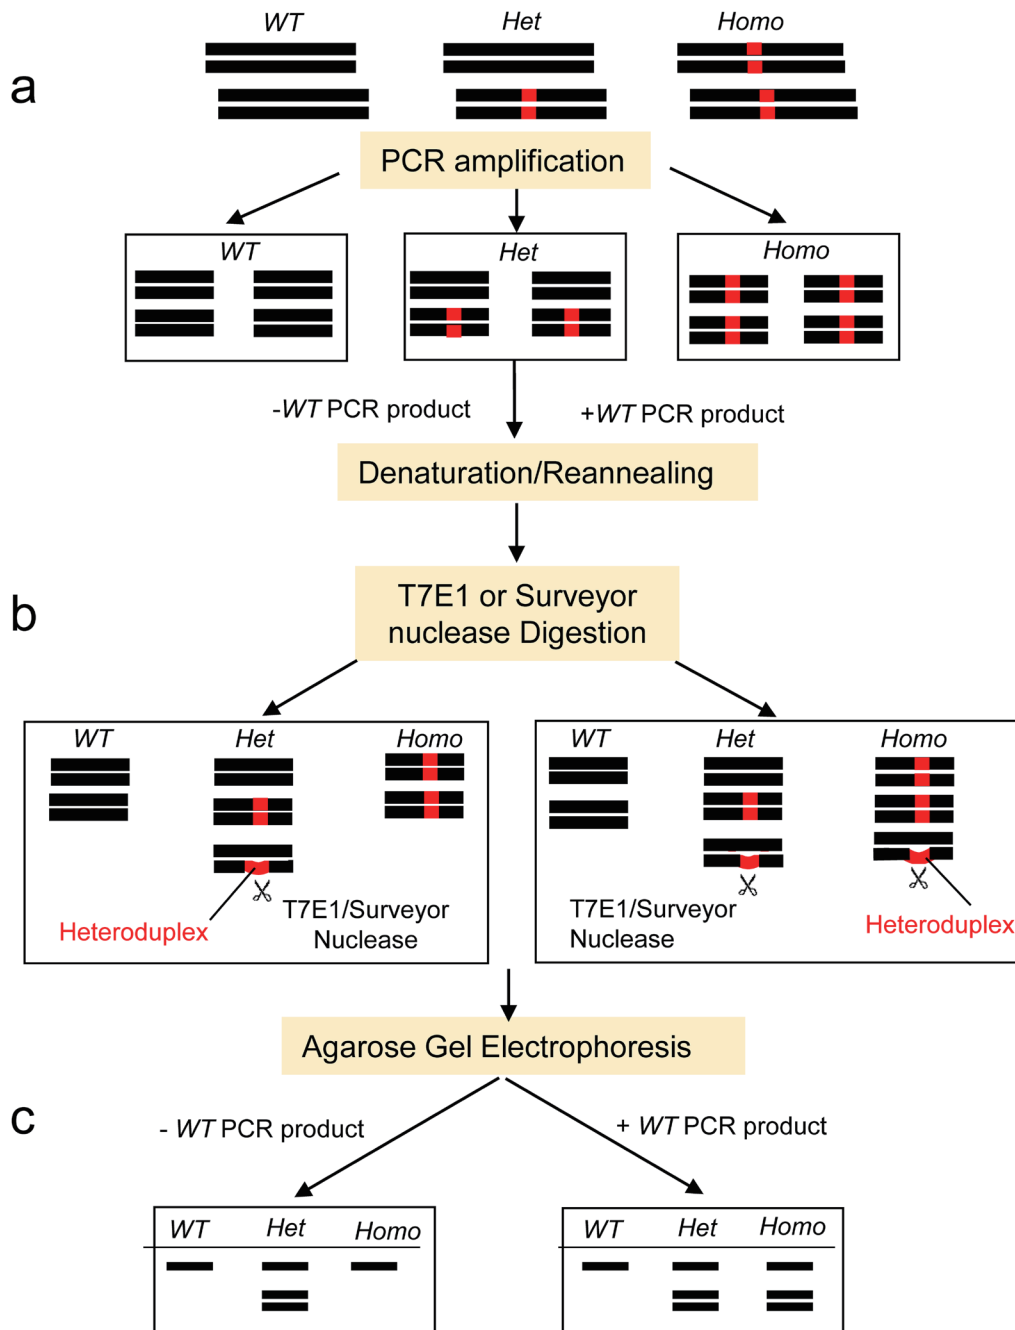 WT Het Homo
a
PCR amplification
WT
Het
Homo
-WT PCR product
+WT PCR product
Denaturation/Reannealing
b
T7E1 or Surveyor
nuclease Digestion
WT Het Homo
Heteroduplex
T7E1/Surveyor
Nuclease
WT Het Homo
T7E1/Surveyor
Nuclease
Heteroduplex
Agarose Gel Electrophoresis
c
- WT PCR product
+ WT PCR product
WT Het Homo
WT Het Homo